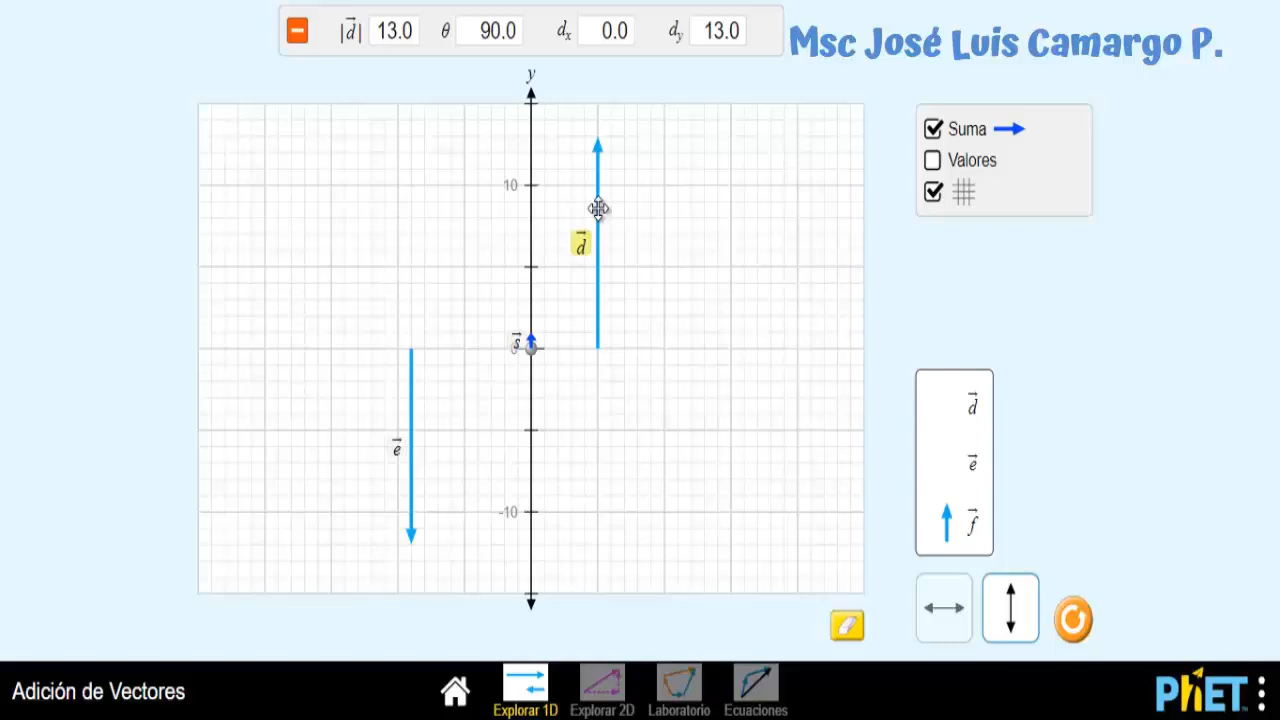 |d| 13.0 θ 90.0 dx 0.0 dy 13.0
Msc José Luis Camargo P.
y
Suma
Valores
10
d
s
0
e
-10
d
e
f
Adición de Vectores
Explorar 1D
Explorar 2D
Laboratorio
Ecuaciones
PhET